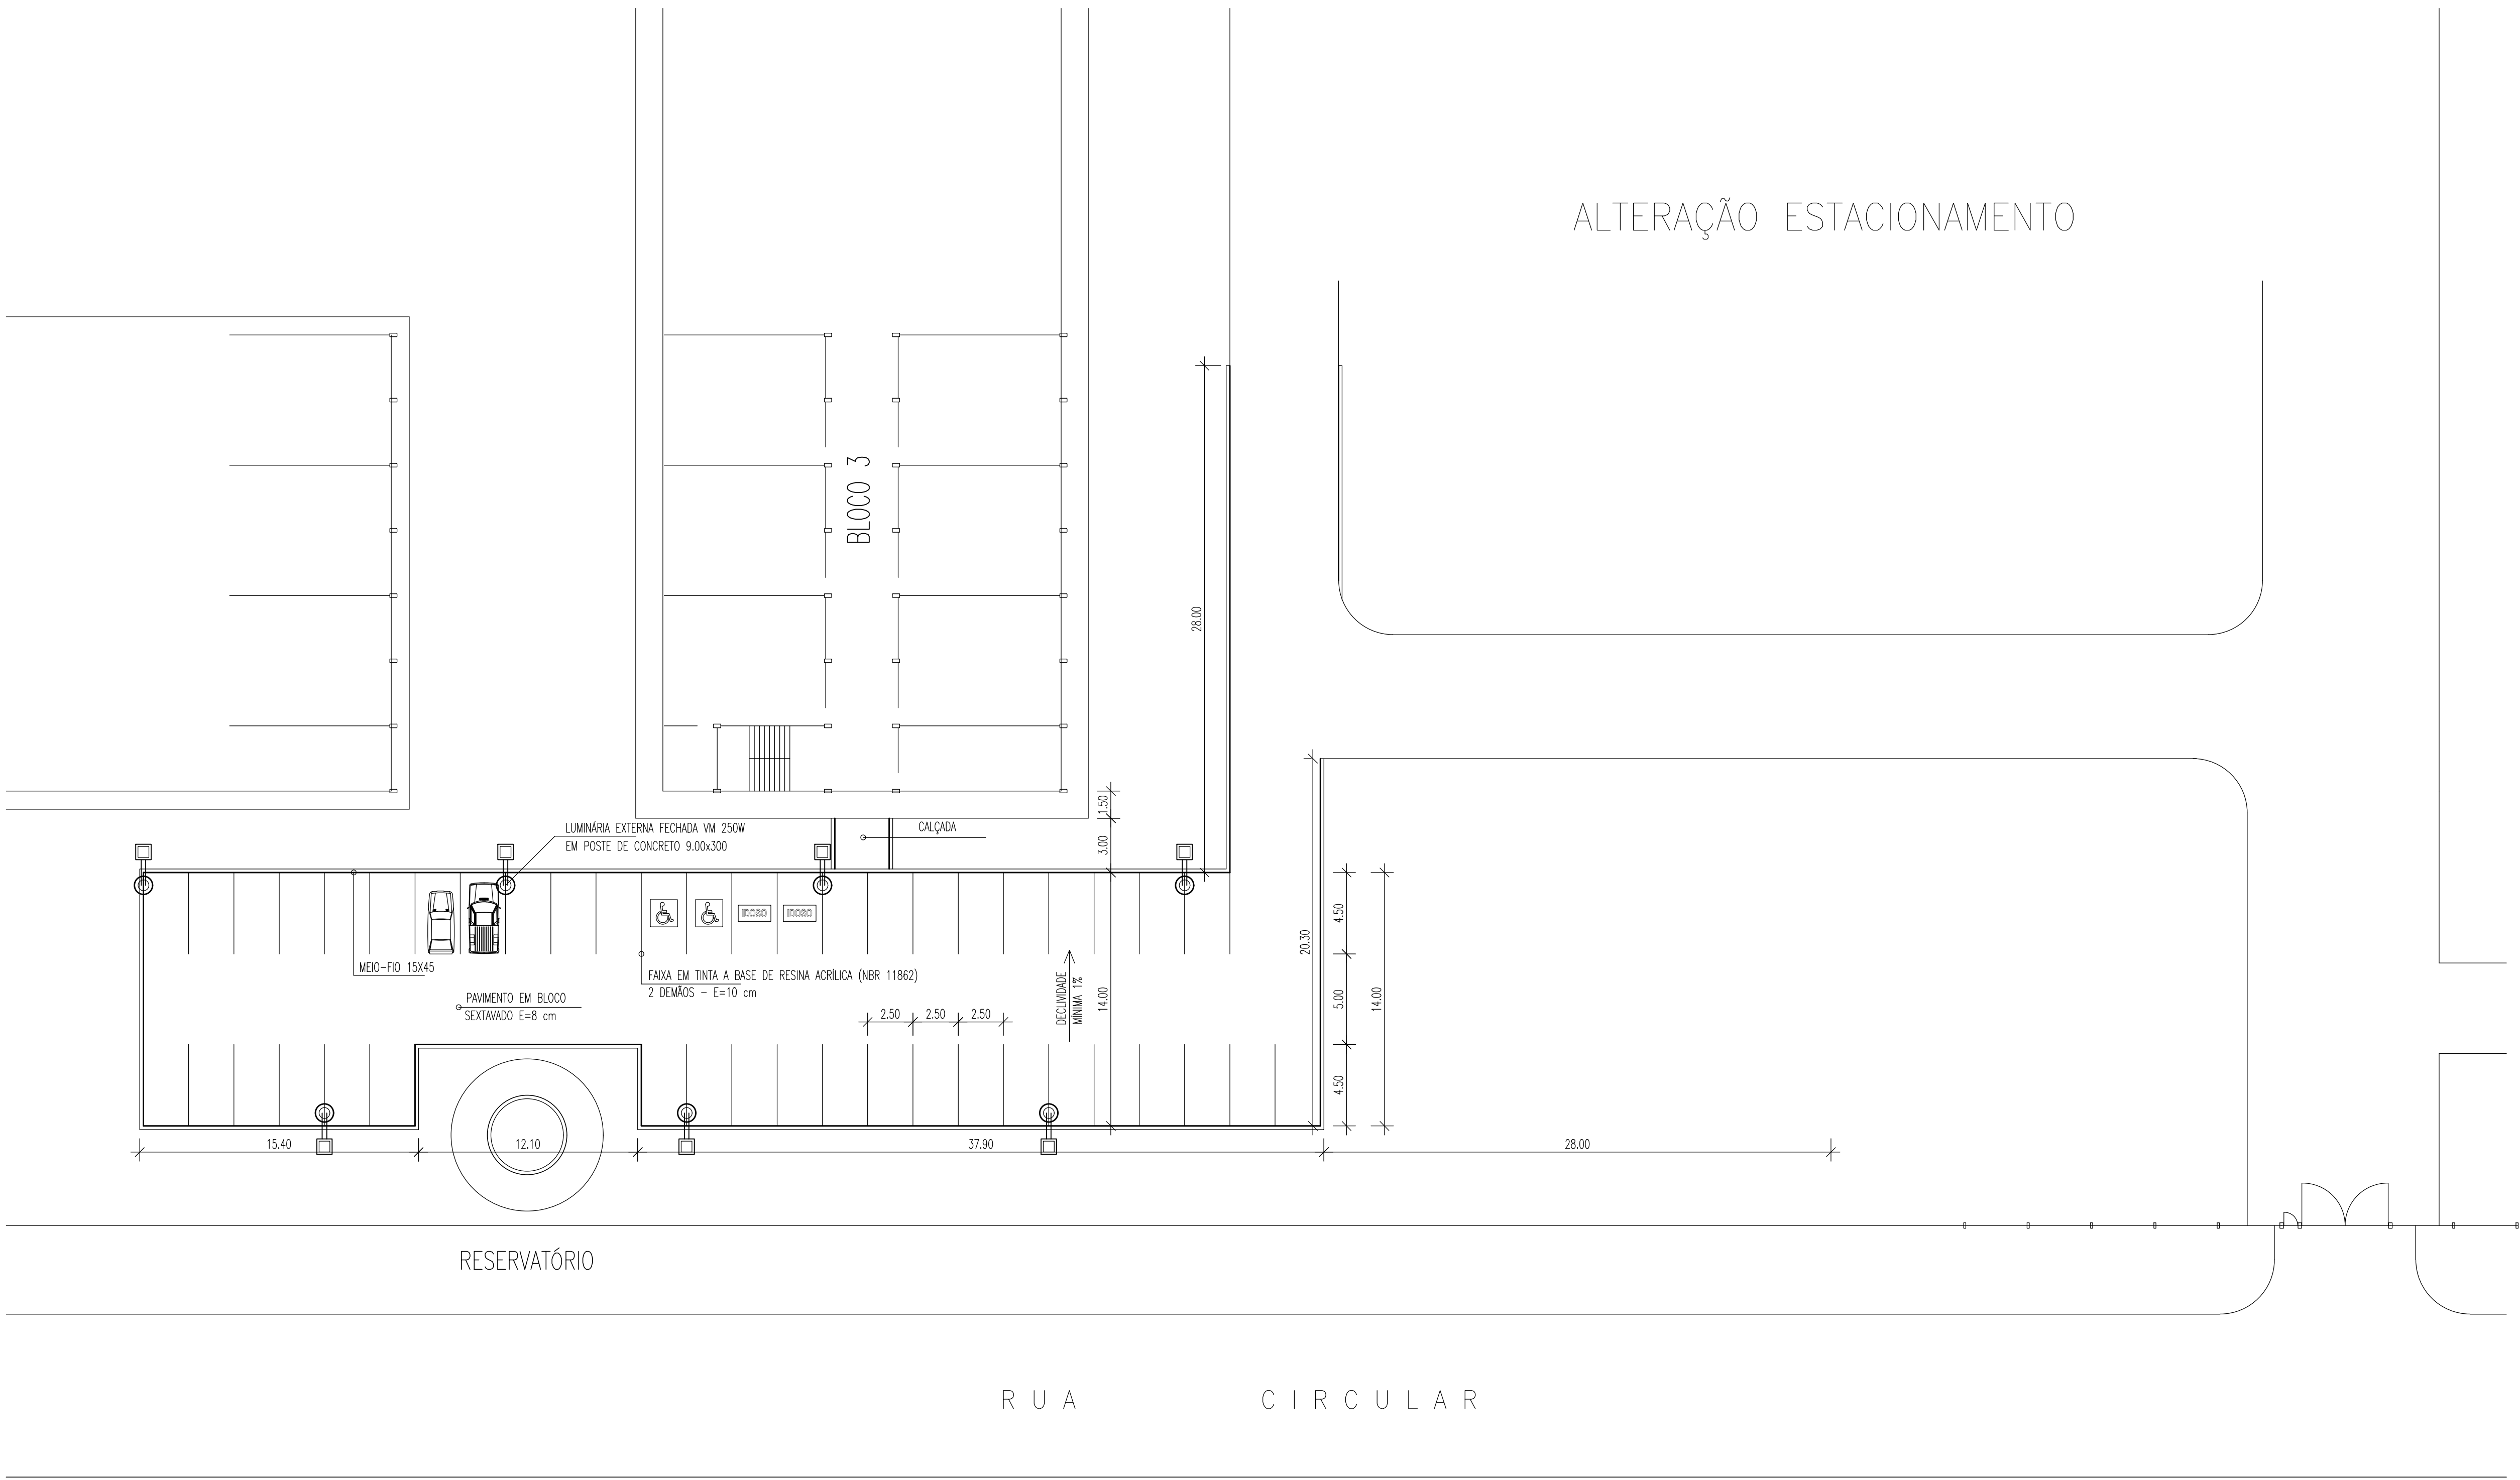 ALTERAÇÃO ESTACIONAMENTO
BLOCO 3
28.00
1.50
3.00
CALÇADA
LUMINÁRIA EXTERNA FECHADA VM 250W
EM POSTE DE CONCRETO 9.00x300
IDOSO
IDOSO
4.50
20.30
MEIO-FIO 15X45
FAIXA EM TINTA A BASE DE RESINA ACRÍLICA (NBR 11862)
2 DEMÃOS - E=10 cm
PAVIMENTO EM BLOCO
SEXTAVADO E=8 cm
2.50
2.50
2.50
DECLIVIDADE
MÍNIMA 1%
14.00
5.00
14.00
4.50
15.40
12.10
37.90
28.00
RESERVATÓRIO
RUA CIRCULAR